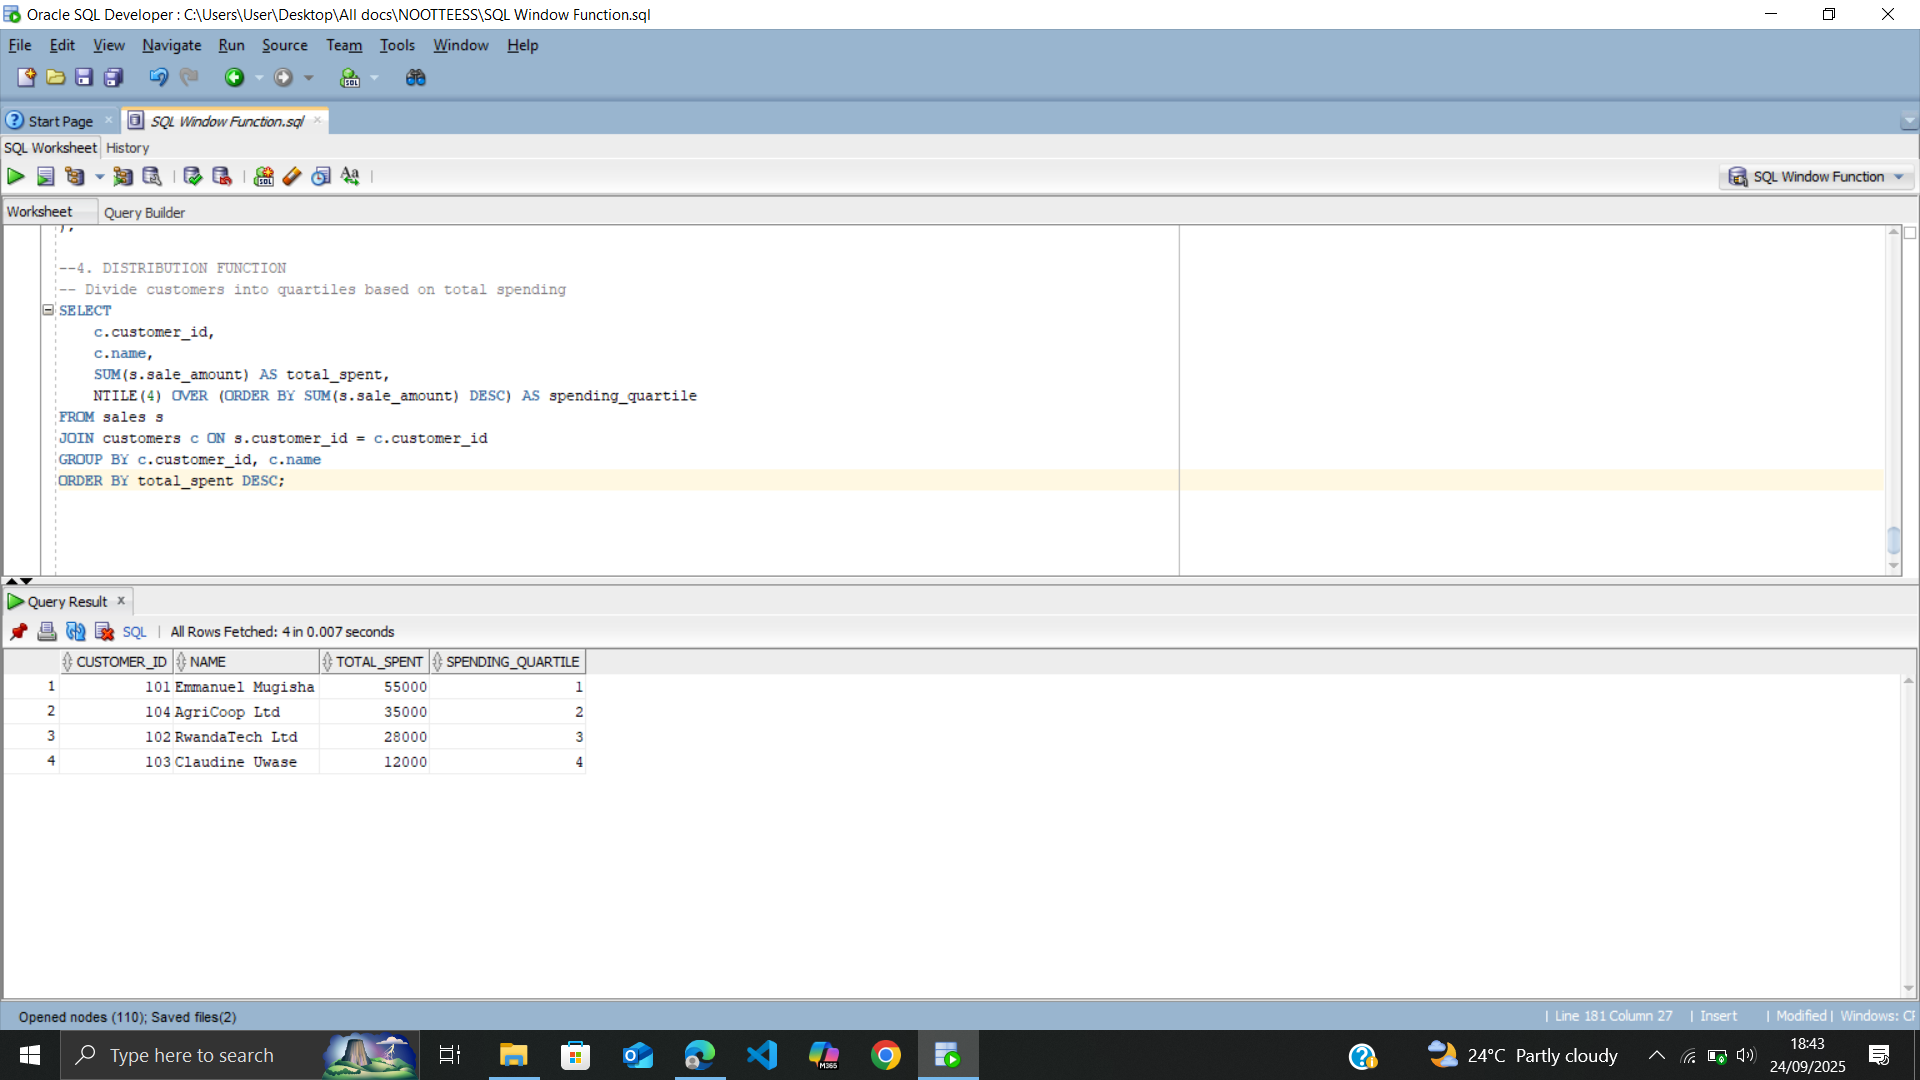 Oracle SQL Developer : C:\Users\User\Desktop\All docs\NOOTTEESS\SQL Window Function.sql
File Edit View Navigate Run Source Team Tools Window Help
Start Page SQL Window Function.sql
SQL Worksheet History
SQL Window Function
Worksheet Query Builder
);
--4. DISTRIBUTION FUNCTION
-- Divide customers into quartiles based on total spending
SELECT
c.customer_id,
c.name,
SUM(s.sale_amount) AS total_spent,
NTILE(4) OVER (ORDER BY SUM(s.sale_amount) DESC) AS spending_quartile
FROM sales s
JOIN customers c ON s.customer_id = c.customer_id
GROUP BY c.customer_id, c.name
ORDER BY total_spent DESC;
Query Result
SQL | All Rows Fetched: 4 in 0.007 seconds
CUSTOMER_ID NAME TOTAL_SPENT SPENDING_QUARTILE
1 101 Emmanuel Mugisha 55000 1
2 104 AgriCoop Ltd 35000 2
3 102 RwandaTech Ltd 28000 3
4 103 Claudine Uwase 12000 4
Opened nodes (110); Saved files(2)
| Line 181 Column 27 | Insert | Modified | Windows: CF
Type here to search
24°C Partly cloudy
18:43
24/09/2025